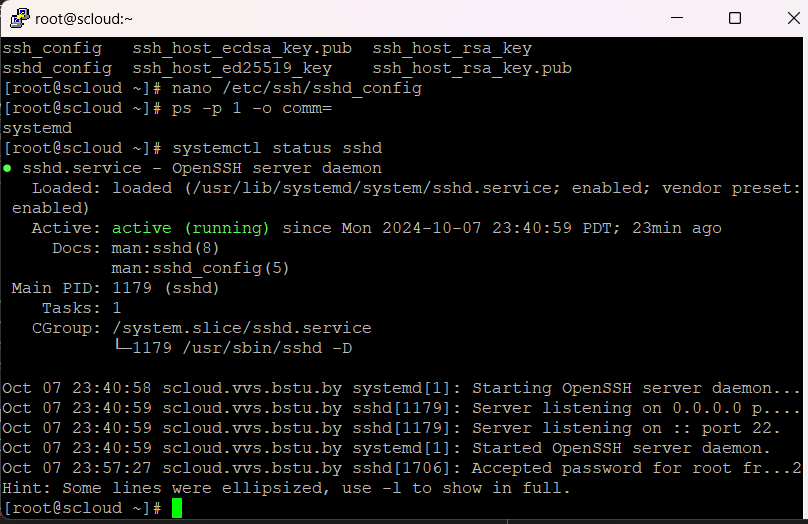 root@scloud:~
ssh_config   ssh_host_ecdsa_key.pub  ssh_host_rsa_key
sshd_config  ssh_host_ed25519_key    ssh_host_rsa_key.pub
[root@scloud ~]# nano /etc/ssh/sshd_config
[root@scloud ~]# ps -p 1 -o comm=
systemd
[root@scloud ~]# systemctl status sshd
● sshd.service - OpenSSH server daemon
   Loaded: loaded (/usr/lib/systemd/system/sshd.service; enabled; vendor preset:
 enabled)
   Active: active (running) since Mon 2024-10-07 23:40:59 PDT; 23min ago
     Docs: man:sshd(8)
           man:sshd_config(5)
 Main PID: 1179 (sshd)
    Tasks: 1
   CGroup: /system.slice/sshd.service
           └─1179 /usr/sbin/sshd -D

Oct 07 23:40:58 scloud.vvs.bstu.by systemd[1]: Starting OpenSSH server daemon...
Oct 07 23:40:59 scloud.vvs.bstu.by sshd[1179]: Server listening on 0.0.0.0 p....
Oct 07 23:40:59 scloud.vvs.bstu.by sshd[1179]: Server listening on :: port 22.
Oct 07 23:40:59 scloud.vvs.bstu.by systemd[1]: Started OpenSSH server daemon.
Oct 07 23:57:27 scloud.vvs.bstu.by sshd[1706]: Accepted password for root fr...2
Hint: Some lines were ellipsized, use -l to show in full.
[root@scloud ~]#